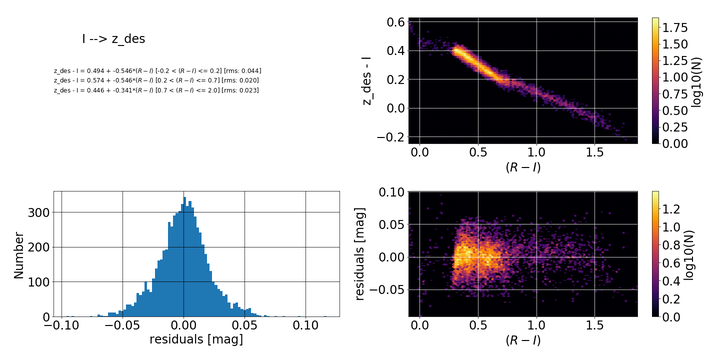 I --> z_des
z_des - I = 0.494 + -0.546*(R−I) [-0.2 < (R−I) <= 0.2] [rms: 0.044]
z_des - I = 0.574 + -0.546*(R−I) [0.2 < (R−I) <= 0.7] [rms: 0.020]
z_des - I = 0.446 + -0.341*(R−I) [0.7 < (R−I) <= 2.0] [rms: 0.023]
z_des - I
0.6
0.4
0.2
0.0
−0.2
0.0 0.5 1.0 1.5
(R − I)
1.75
1.50
1.25
1.00
0.75
0.50
0.25
0.00
log10(N)
Number
300
200
100
0
−0.10 −0.05 0.00 0.05 0.10
residuals [mag]
residuals [mag]
0.10
0.05
0.00
−0.05
0.0 0.5 1.0 1.5
(R − I)
1.2
1.0
0.8
0.6
0.4
0.2
0.0
log10(N)